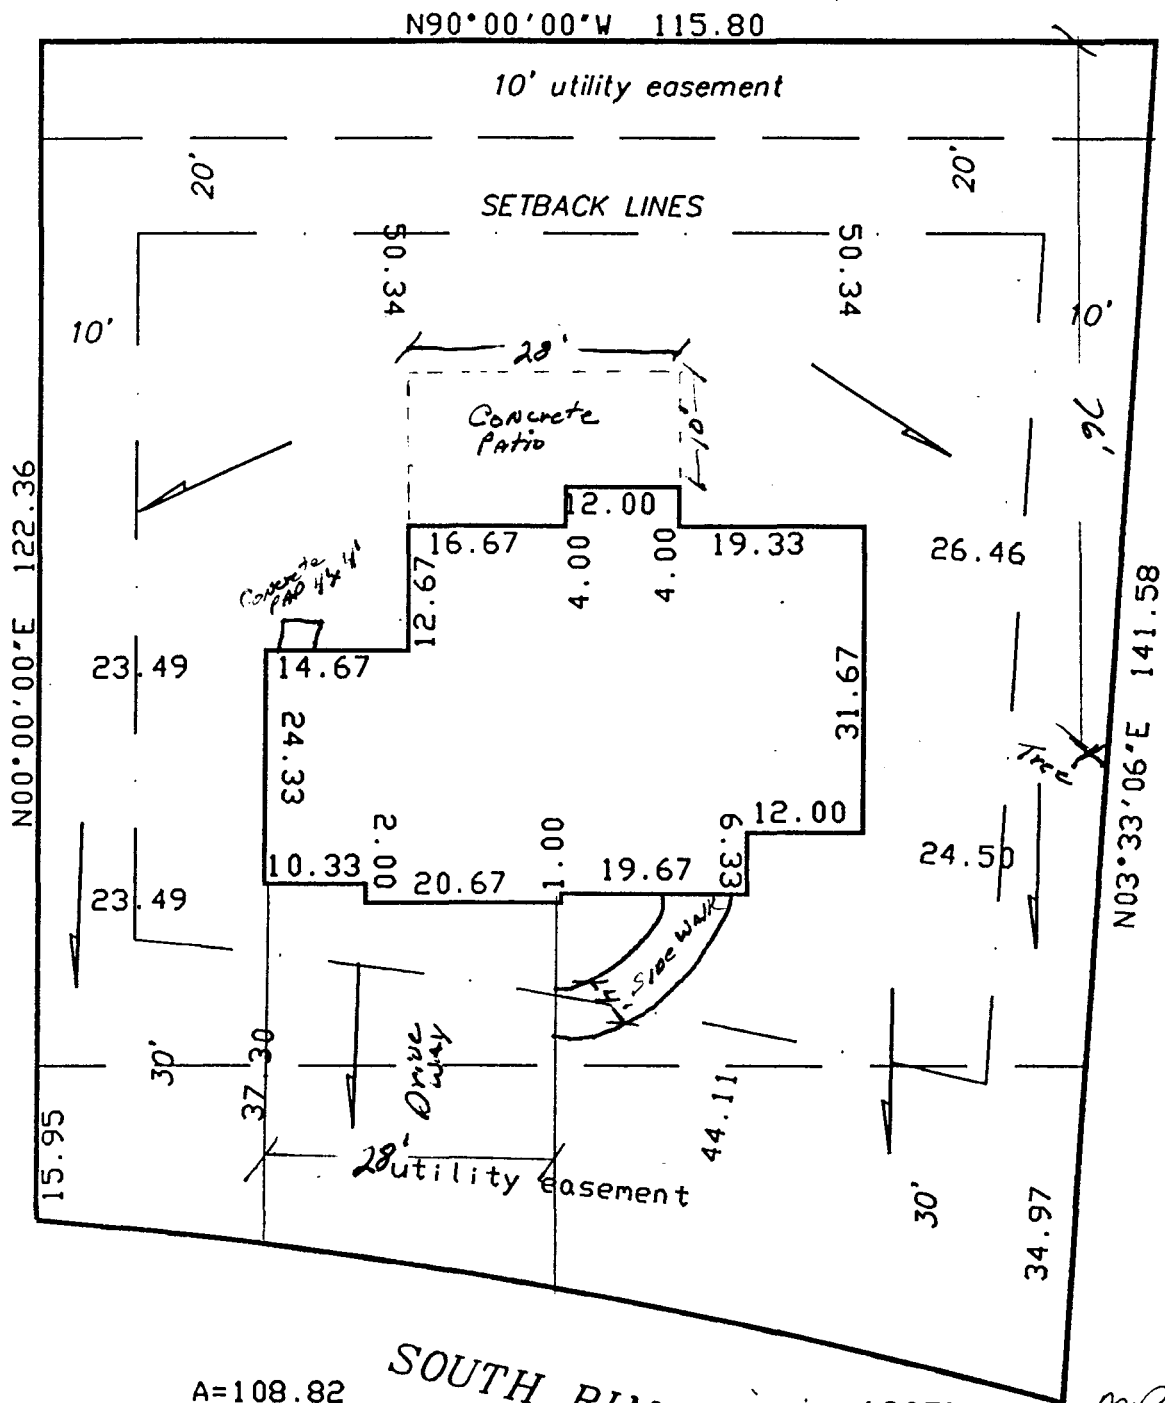 N90°00'00"W 115.80
10' utility easement
20'
20'
SETBACK LINES
50.34
50.34
10'
10'
28'
Concrete
Patio
10'
76'
12.00
16.67
4.00
4.00
19.33
26.46
N00°00'00"E 122.36
Concrete
PAD 4'x4'
12.67
23.49
14.67
31.67
N03°33'06"E 141.58
24.33
Tree
12.00
10.33
2.00
20.67
1.00
19.67
6.33
24.50
23.49
SIDEWALK
4'
Drive
way
30'
37.30
44.11
15.95
28'
utility easement
30'
34.97
SOUTH
A=108.82